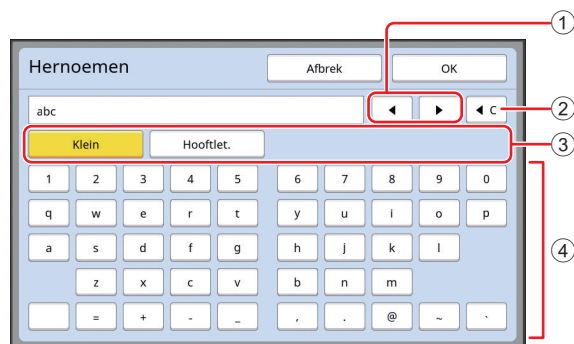 1
Hernoemen Afbrek OK
abc ◀ ▶ ◀ C 2
Klein Hooftlet. 3
1 2 3 4 5 6 7 8 9 0
q w e r t y u i o p
a s d f g h j k l 4
z x c v b n m
= + - _ , . @ ~ `